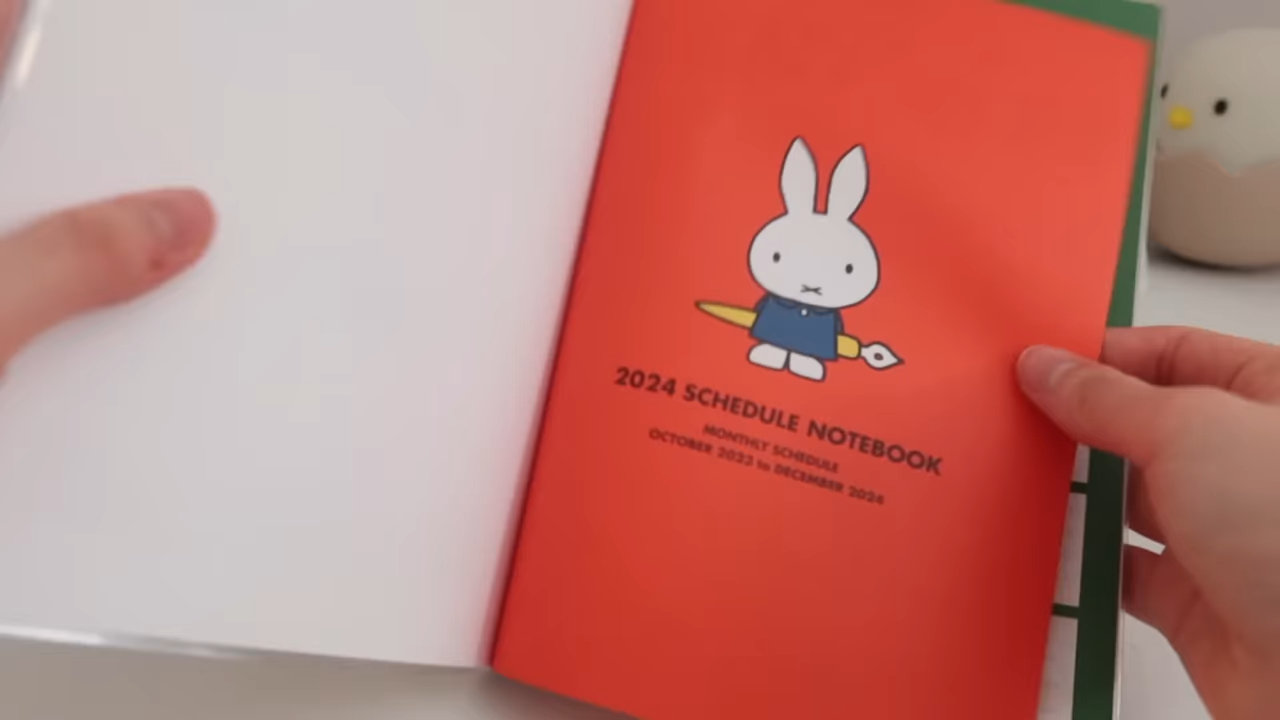 2024 SCHEDULE NOTEBOOK
MONTHLY SCHEDULE
OCTOBER 2023 to DECEMBER 2024